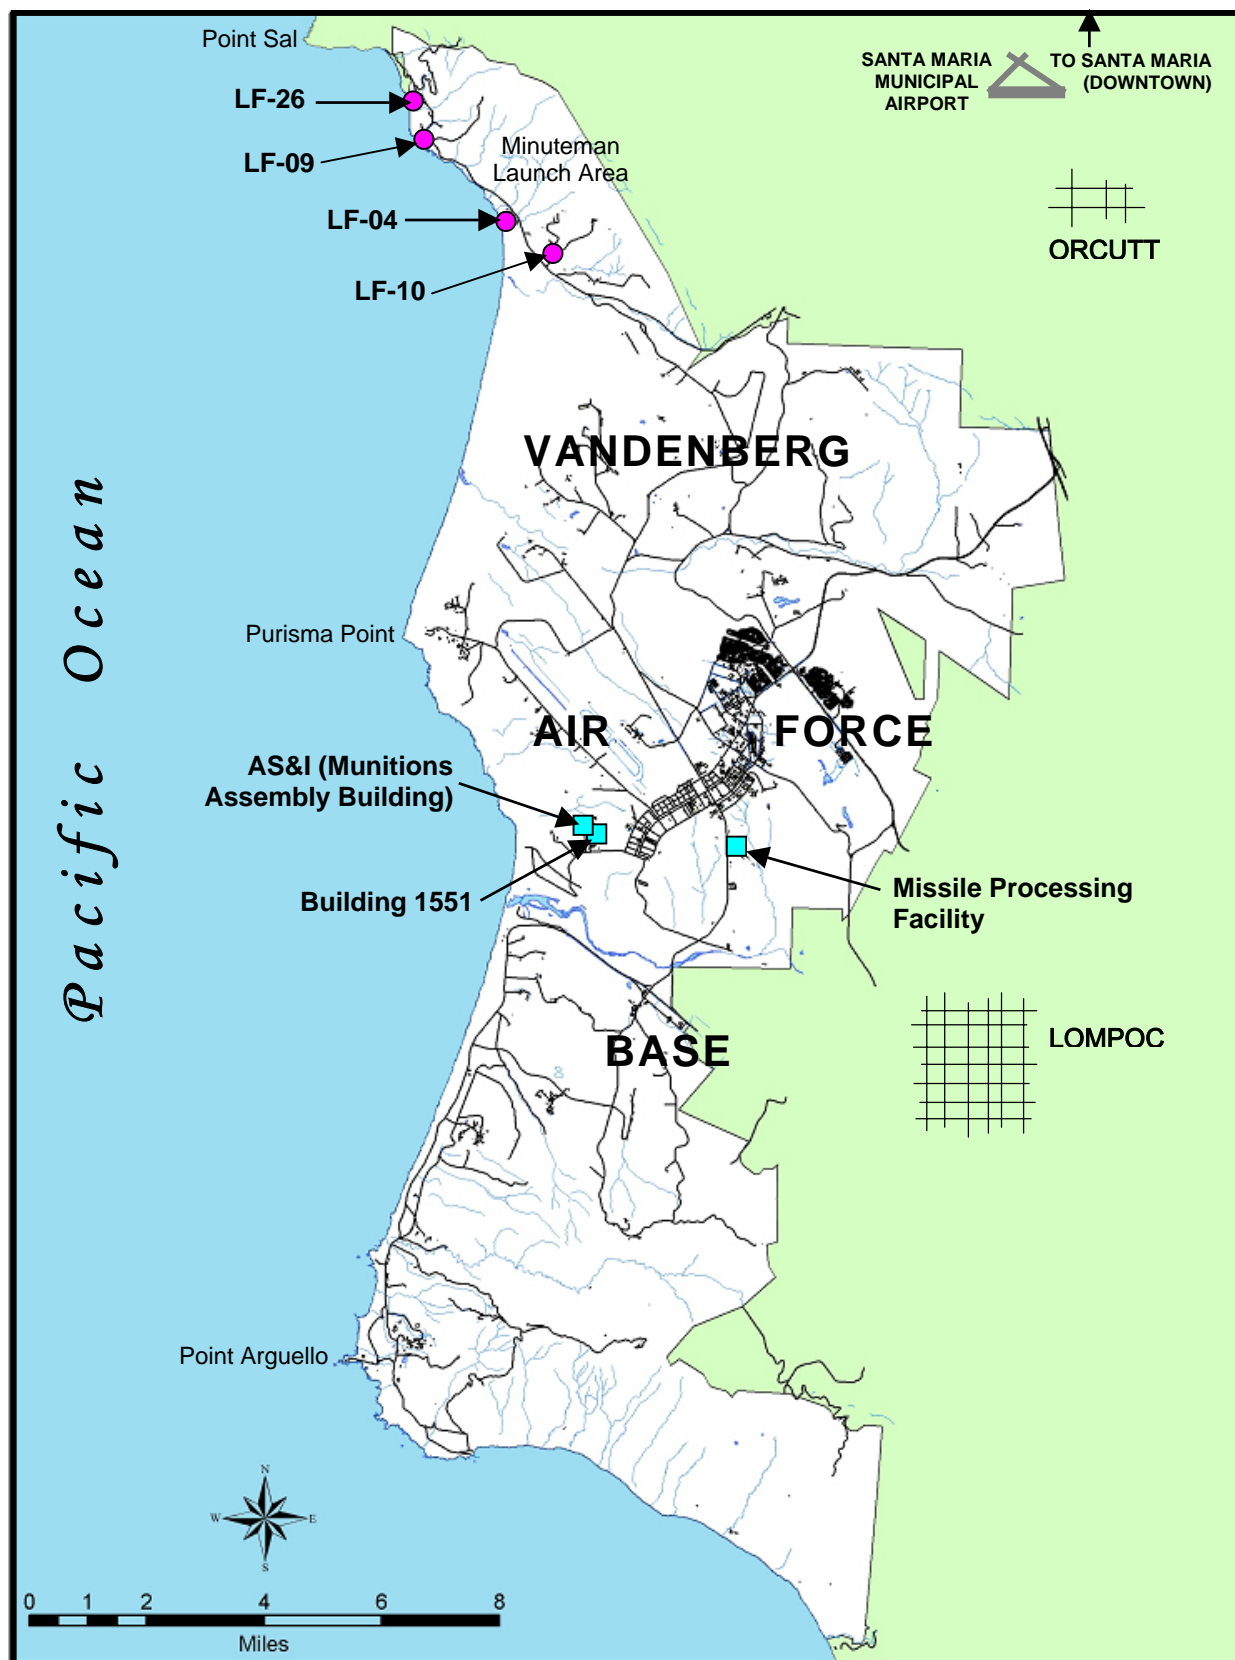 Point Sal
SANTA MARIA
MUNICIPAL
AIRPORT
TO SANTA MARIA
(DOWNTOWN)
LF-26
LF-09
Minuteman
Launch Area
LF-04
ORCUTT
LF-10
VANDENBERG
Pacific Ocean
Purisma Point
AIR
FORCE
AS&I (Munitions
Assembly Building)
Building 1551
Missile Processing
Facility
BASE
LOMPOC
Point Arguello
N
W
E
S
0 1 2 4 6 8
Miles